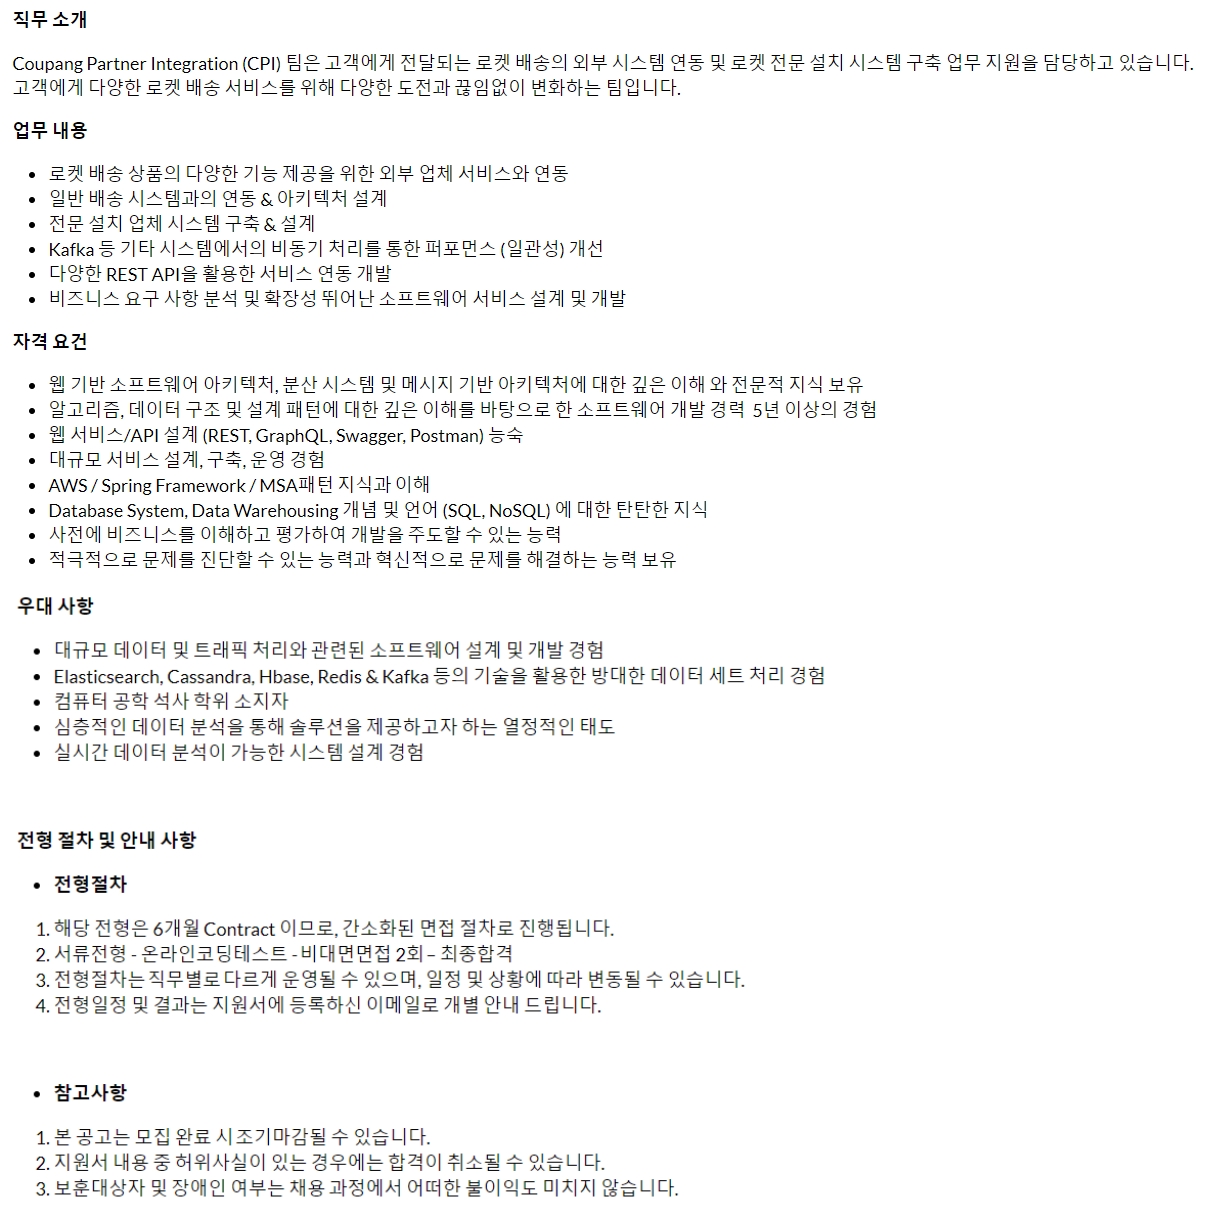 직무 소개
Coupang Partner Integration (CPI) 팀은 고객에게 전달되는 로켓 배송의 외부 시스템 연동 및 로켓 전문 설치 시스템 구축 업무 지원을 담당하고 있습니다.
고객에게 다양한 로켓 배송 서비스를 위해 다양한 도전과 끊임없이 변화하는 팀입니다.
업무 내용
• 로켓 배송 상품의 다양한 기능 제공을 위한 외부 업체 서비스와 연동
• 일반 배송 시스템과의 연동 & 아키텍처 설계
• 전문 설치 업체 시스템 구축 & 설계
• Kafka 등 기타 시스템에서의 비동기 처리를 통한 퍼포먼스 (일관성) 개선
• 다양한 REST API을 활용한 서비스 연동 개발
• 비즈니스 요구 사항 분석 및 확장성 뛰어난 소프트웨어 서비스 설계 및 개발
자격 요건
• 웹 기반 소프트웨어 아키텍처, 분산 시스템 및 메시지 기반 아키텍처에 대한 깊은 이해 와 전문적 지식 보유
• 알고리즘, 데이터 구조 및 설계 패턴에 대한 깊은 이해를 바탕으로 한 소프트웨어 개발 경력 5년 이상의 경험
• 웹 서비스/API 설계 (REST, GraphQL, Swagger, Postman) 능숙
• 대규모 서비스 설계, 구축, 운영 경험
• AWS / Spring Framework / MSA패턴 지식과 이해
• Database System, Data Warehousing 개념 및 언어 (SQL, NoSQL) 에 대한 탄탄한 지식
• 사전에 비즈니스를 이해하고 평가하여 개발을 주도할 수 있는 능력
• 적극적으로 문제를 진단할 수 있는 능력과 혁신적으로 문제를 해결하는 능력 보유
우대 사항
• 대규모 데이터 및 트래픽 처리와 관련된 소프트웨어 설계 및 개발 경험
• Elasticsearch, Cassandra, Hbase, Redis & Kafka 등의 기술을 활용한 방대한 데이터 세트 처리 경험
• 컴퓨터 공학 석사 학위 소지자
• 심층적인 데이터 분석을 통해 솔루션을 제공하고자 하는 열정적인 태도
• 실시간 데이터 분석이 가능한 시스템 설계 경험
전형 절차 및 안내 사항
• 전형절차
1. 해당 전형은 6개월 Contract 이므로, 간소화된 면접 절차로 진행됩니다.
2. 서류전형 - 온라인코딩테스트 - 비대면면접 2회 – 최종합격
3. 전형절차는 직무별로 다르게 운영될 수 있으며, 일정 및 상황에 따라 변동될 수 있습니다.
4. 전형일정 및 결과는 지원서에 등록하신 이메일로 개별 안내 드립니다.
• 참고사항
1. 본 공고는 모집 완료 시 조기마감될 수 있습니다.
2. 지원서 내용 중 허위사실이 있는 경우에는 합격이 취소될 수 있습니다.
3. 보훈대상자 및 장애인 여부는 채용 과정에서 어떠한 불이익도 미치지 않습니다.